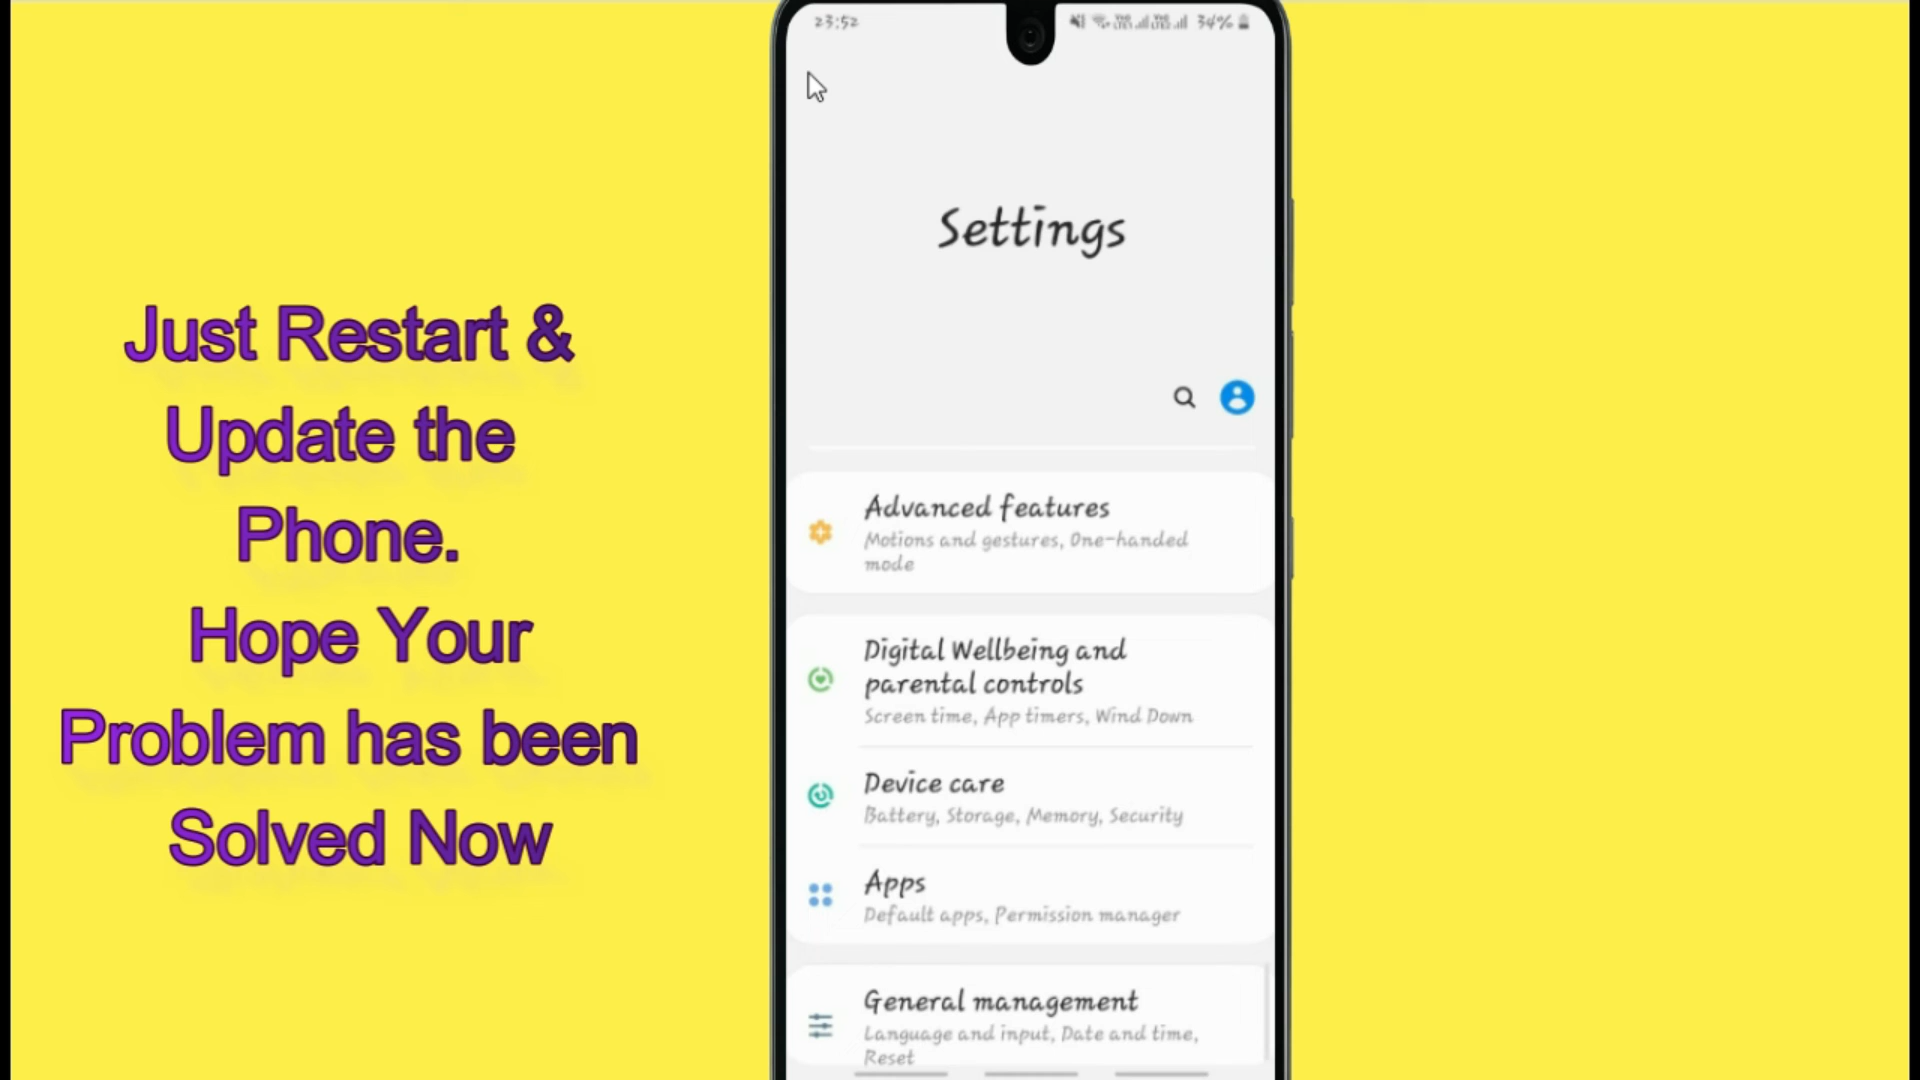 Just Restart &
Update the
Phone.
Hope Your
Problem has been
Solved Now
23:52
34%
Settings
Advanced features
Motions and gestures, One-handed
mode
Digital Wellbeing and
parental controls
Screen time, App timers, Wind Down
Device care
Battery, Storage, Memory, Security
Apps
Default apps, Permission manager
General management
Language and input, Date and time,
Reset